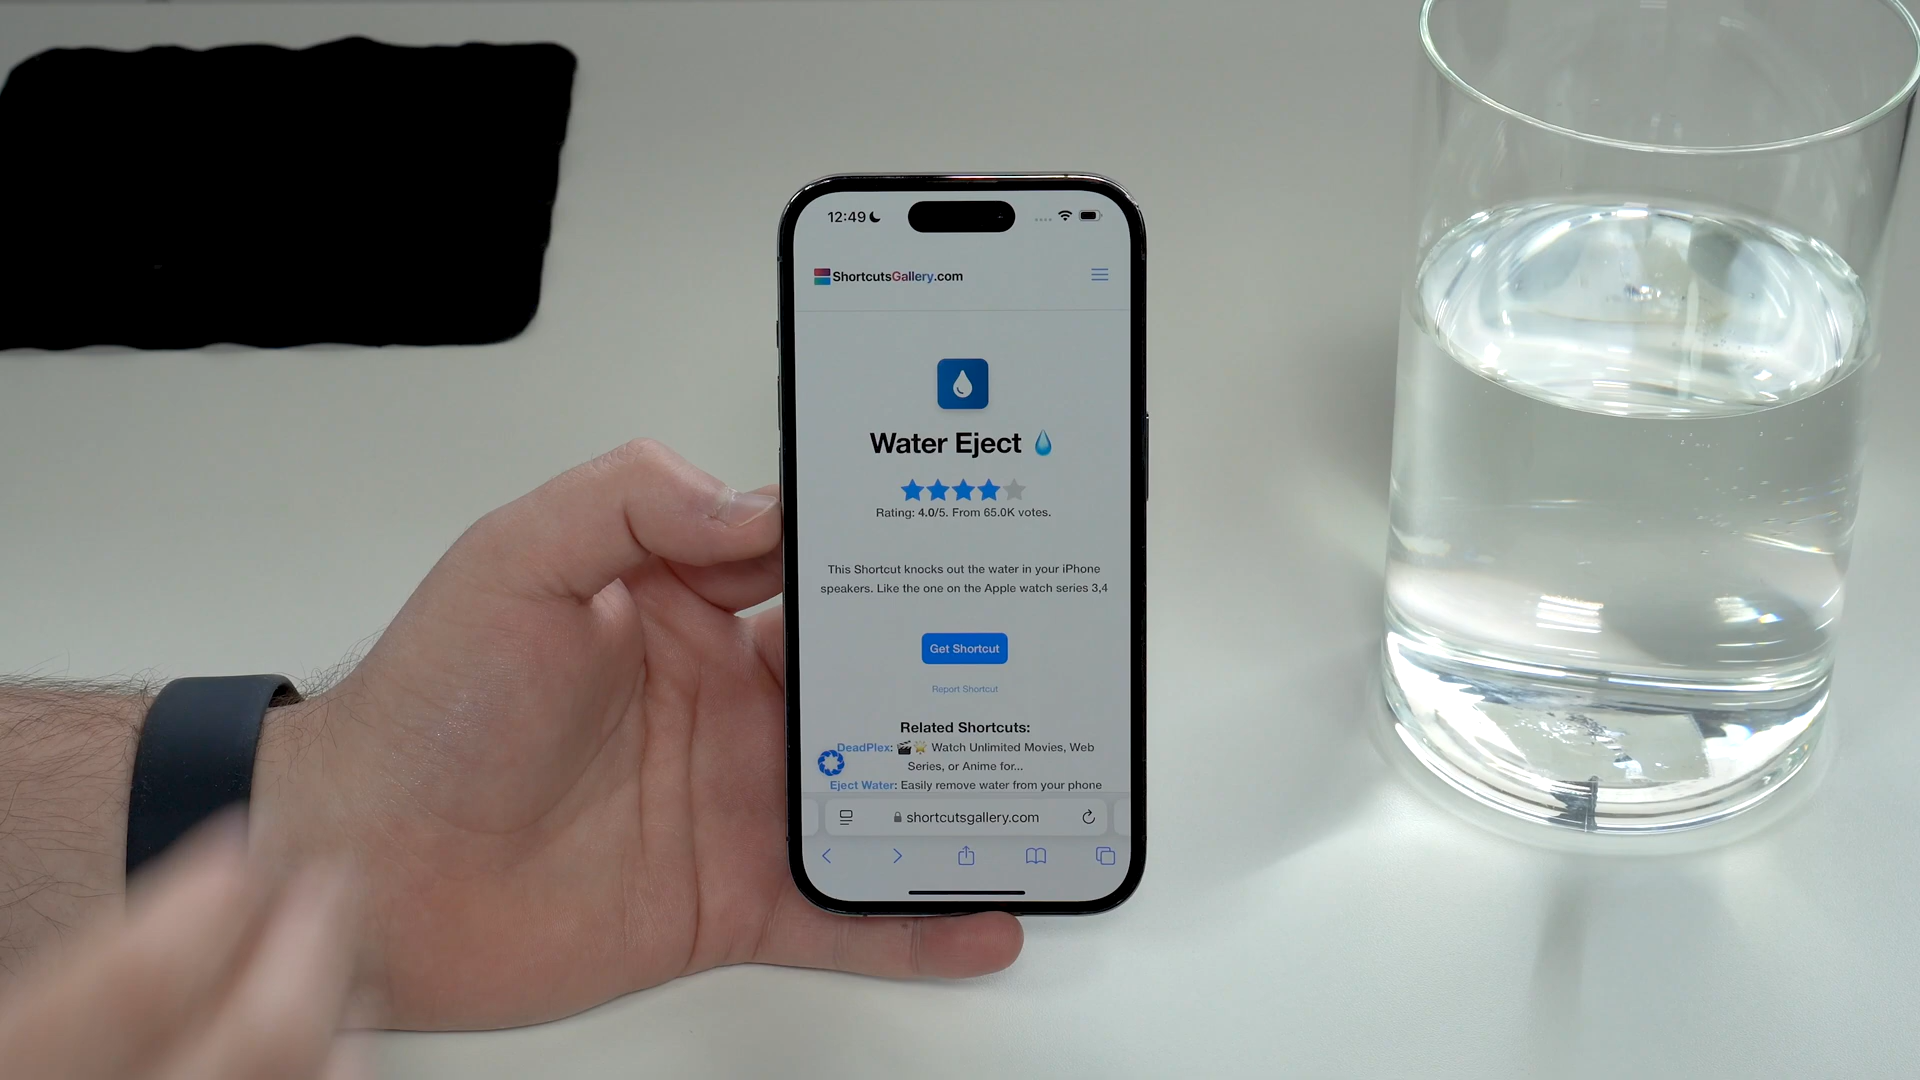 12:49
ShortcutsGallery.com
Water Eject
Rating: 4.0/5. From 65.0K votes.
This Shortcut knocks out the water in your iPhone
speakers. Like the one on the Apple watch series 3,4
Get Shortcut
Report Shortcut
Related Shortcuts:
DeadPlex: 🎬🌟 Watch Unlimited Movies, Web
Series, or Anime for...
Eject Water: Easily remove water from your phone
shortcutsgallery.com